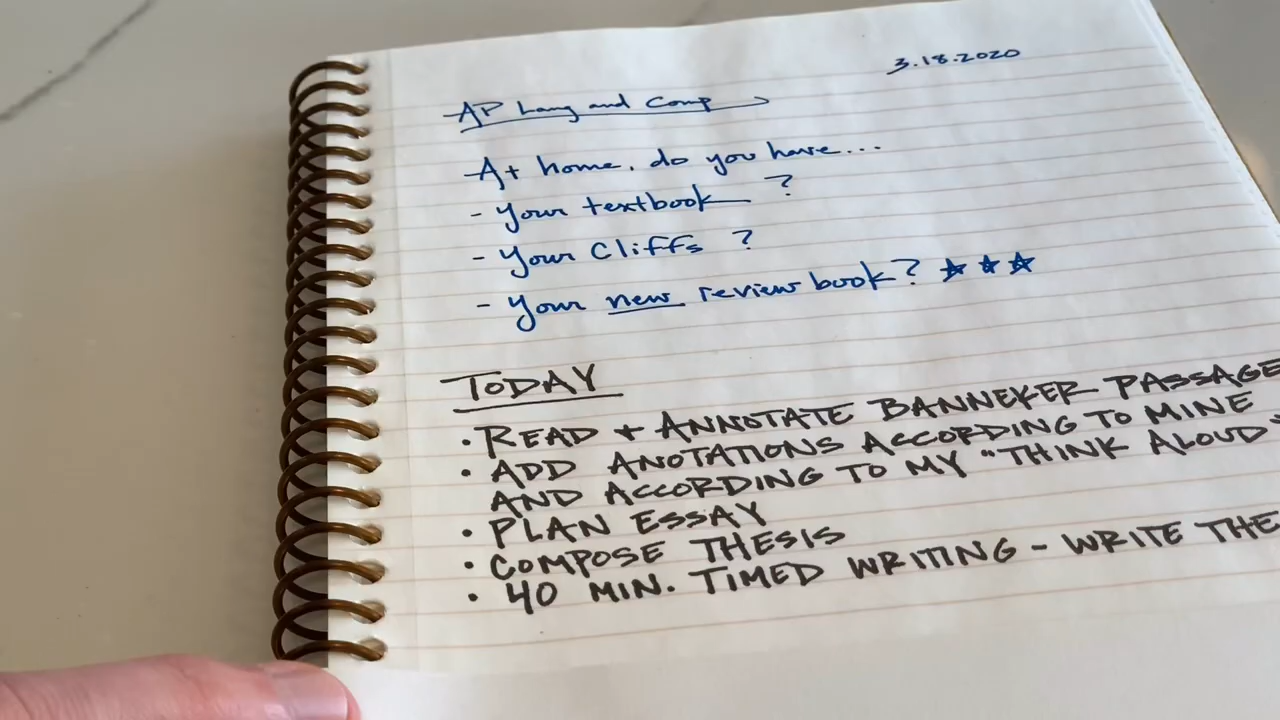 3.18.2020
AP Lang and Comp
At home, do you have...
- Your textbook ?
- Your Cliffs ?
- Your new review book? ☆ ☆ ☆
TODAY
• READ + ANNOTATE BANNEKER PASSAGE
• ADD ANOTATIONS ACCORDING TO MINE
AND ACCORDING TO MY "THINK ALOUD"
• PLAN ESSAY
• COMPOSE THESIS
• 40 MIN. TIMED WRITING - WRITE THE